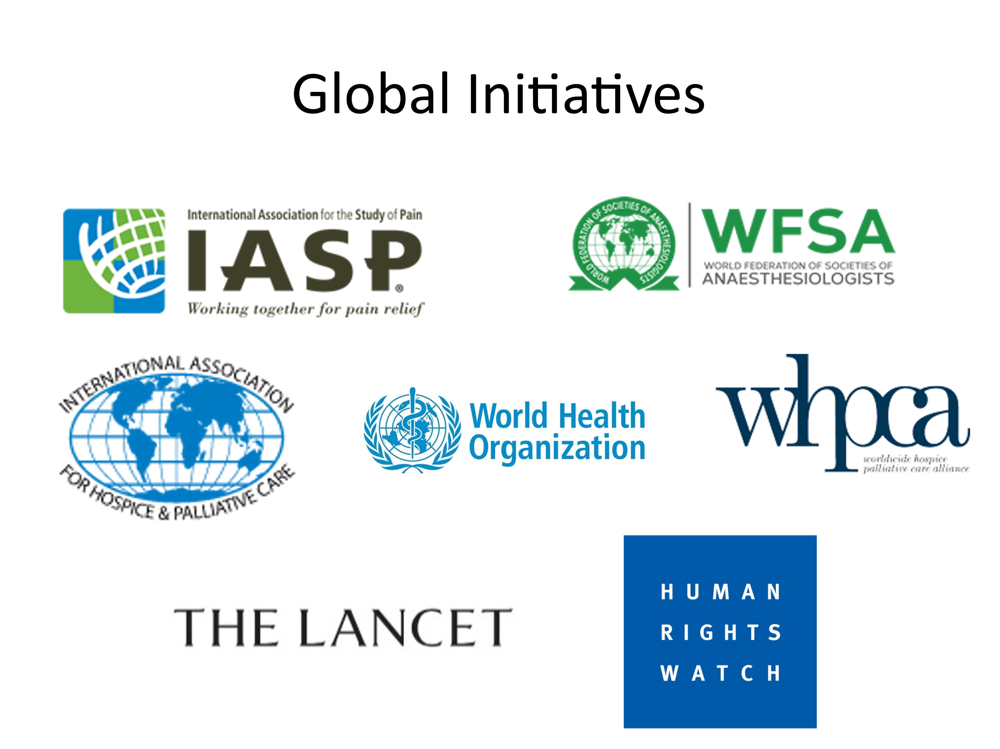 Global Initiatives
International Association for the Study of Pain
IASP®
Working together for pain relief
WORLD FEDERATION OF SOCIETIES OF ANAESTHESIOLOGISTS
WFSA
WORLD FEDERATION OF SOCIETIES OF
ANAESTHESIOLOGISTS
INTERNATIONAL ASSOCIATION
FOR HOSPICE & PALLIATIVE CARE
World Health
Organization
whpca
worldwide hospice
palliative care alliance
THE LANCET
HUMAN
RIGHTS
WATCH